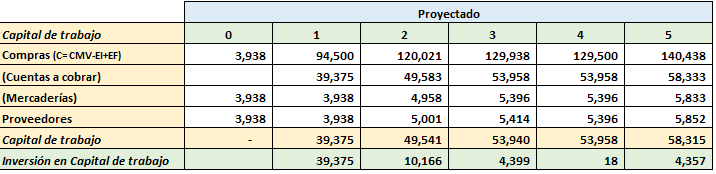 Proyectado
Capital de trabajo 0 1 2 3 4 5
Compras (C= CMV-EI+EF) 3,938 94,500 120,021 129,938 129,500 140,438
(Cuentas a cobrar) 39,375 49,583 53,958 53,958 58,333
(Mercaderías) 3,938 3,938 4,958 5,396 5,396 5,833
Proveedores 3,938 3,938 5,001 5,414 5,396 5,852
Capital de trabajo - 39,375 49,541 53,940 53,958 58,315
Inversión en Capital de trabajo 39,375 10,166 4,399 18 4,357